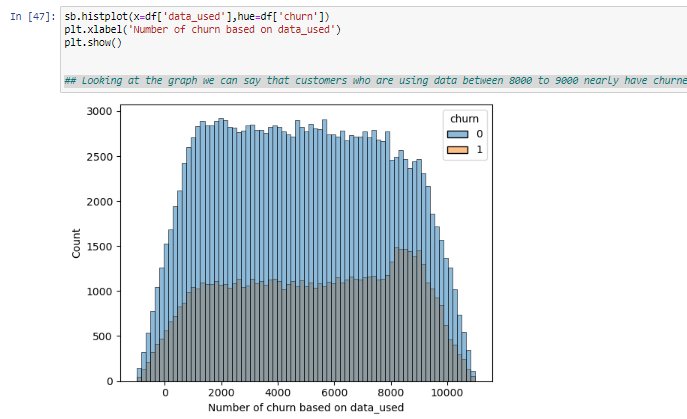 In [47]: sb.histplot(x=df['data_used'],hue=df['churn'])
plt.xlabel('Number of churn based on data_used')
plt.show()
## Looking at the graph we can say that customers who are using data between 8000 to 9000 nearly have churne
3000
2500
2000
1500
1000
500
0
Count
churn
0
1
0 2000 4000 6000 8000 10000
Number of churn based on data_used